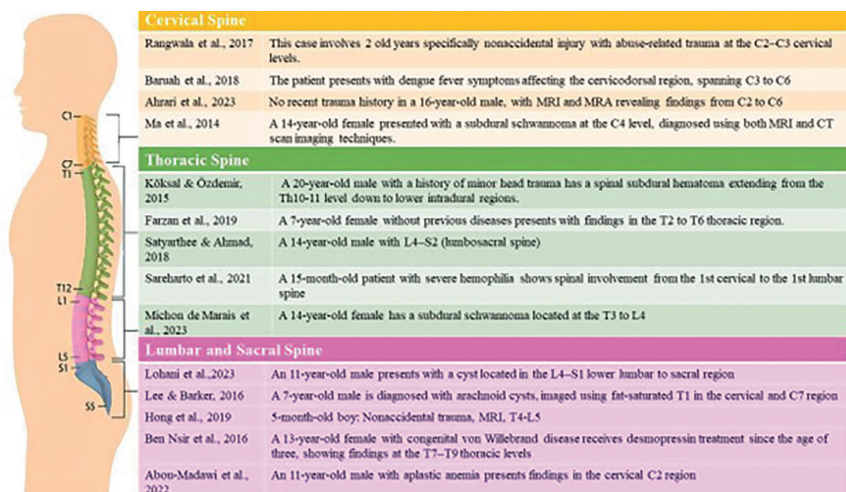 Cervical Spine
Rangwala et al., 2017
This case involves 2 old years specifically nonaccidental injury with abuse-related trauma at the C2–C3 cervical
levels.
Baruah et al., 2018
The patient presents with dengue fever symptoms affecting the cervicodorsal region, spanning C3 to C6
Ahrari et al., 2023
No recent trauma history in a 16-year-old male, with MRI and MRA revealing findings from C2 to C6
Ma et al., 2014
A 14-year-old female presented with a subdural schwannoma at the C4 level, diagnosed using both MRI and CT
scan imaging techniques.
Thoracic Spine
Köksal & Özdemir,
2015
A 20-year-old male with a history of minor head trauma has a spinal subdural hematoma extending from the
Th10-11 level down to lower intradural regions.
Farzan et al., 2019
A 7-year-old female without previous diseases presents with findings in the T2 to T6 thoracic region.
Satyarthee & Ahmad,
2018
A 14-year-old male with L4–S2 (lumbosacral spine)
Sareharto et al., 2021
A 15-month-old patient with severe hemophilia shows spinal involvement from the 1st cervical to the 1st lumbar
spine
Michon de Marais et
al., 2023
A 14-year-old female has a subdural schwannoma located at the T3 to L4
Lumbar and Sacral Spine
Lohani et al.,2023
An 11-year-old male presents with a cyst located in the L4–S1 lower lumbar to sacral region
Lee & Barker, 2016
A 7-year-old male is diagnosed with arachnoid cysts, imaged using fat-saturated T1 in the cervical and C7 region
Hong et al., 2019
5-month-old boy: Nonaccidental trauma, MRI, T4-L5
Ben Nsir et al., 2016
A 13-year-old female with congenital von Willebrand disease receives desmopressin treatment since the age of
three, showing findings at the T7–T9 thoracic levels
Abou-Madawi et al.,
2022
An 11-year-old male with aplastic anemia presents findings in the cervical C2 region
C1
C7
T1
T12
L1
L5
S1
S5